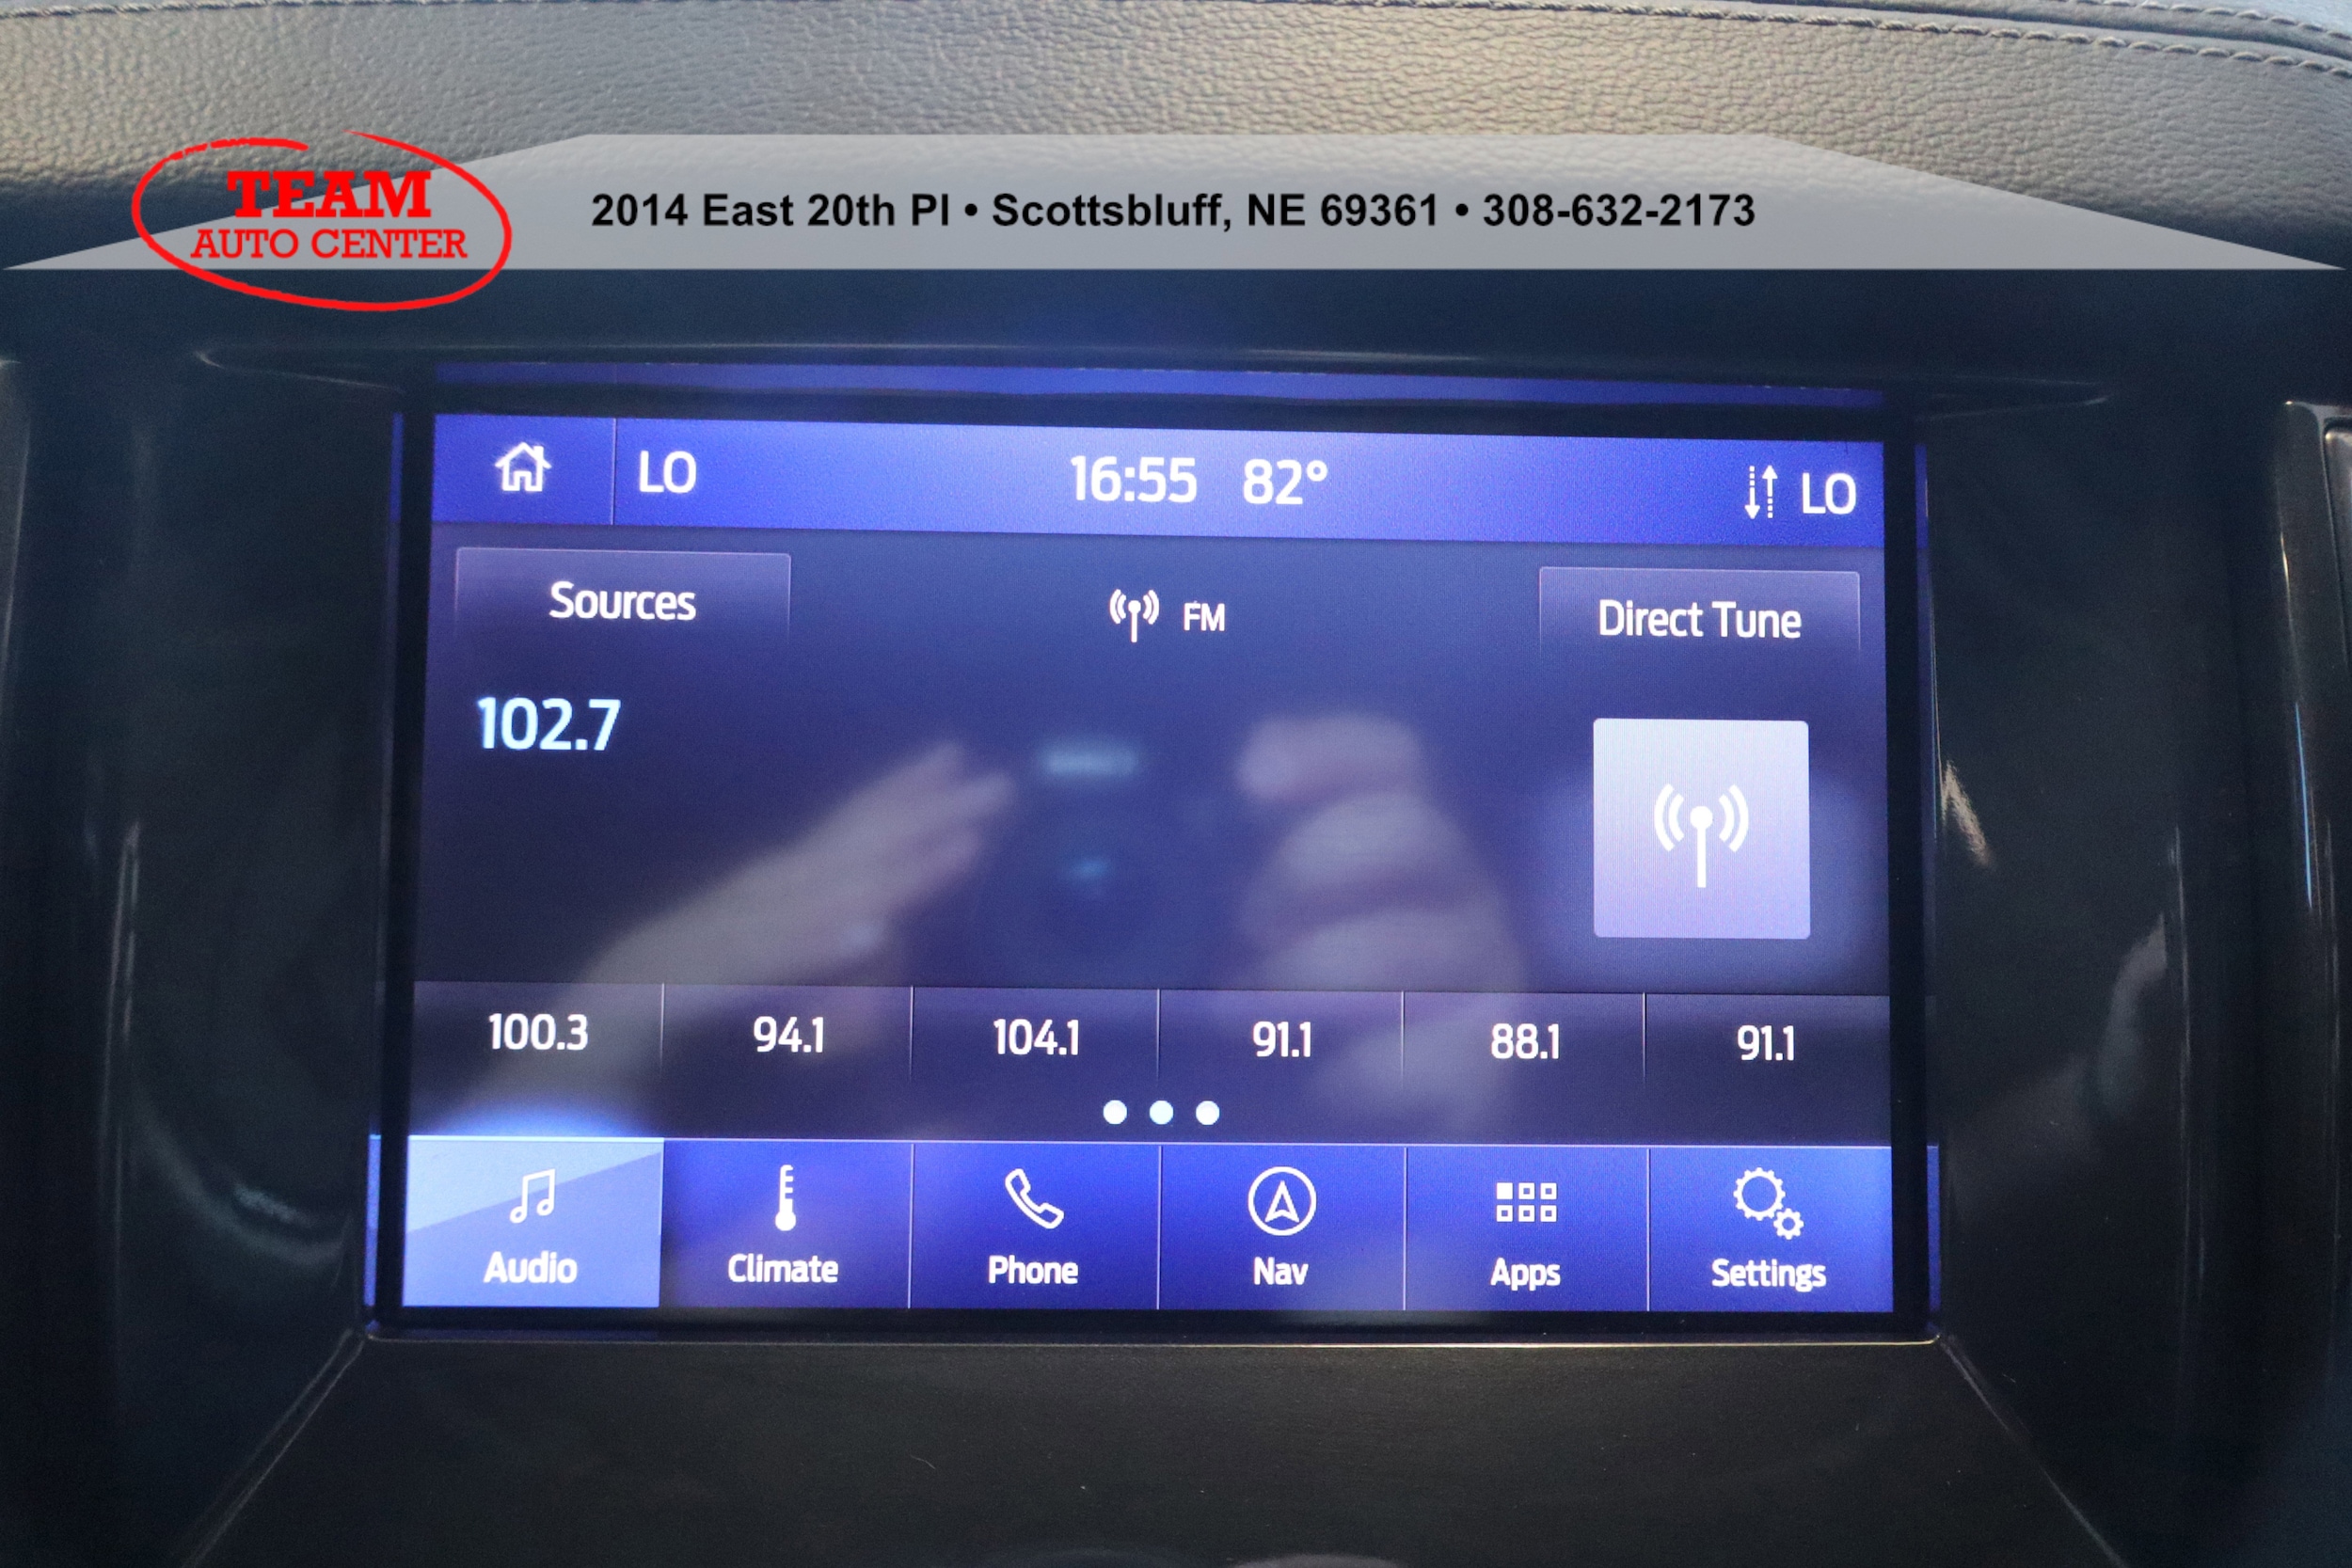 TEAM
AUTO CENTER
2014 East 20th Pl • Scottsbluff, NE 69361 • 308-632-2173
LO 16:55 82° LO
Sources FM Direct Tune
102.7
100.3 94.1 104.1 91.1 88.1 91.1
Audio Climate Phone Nav Apps Settings